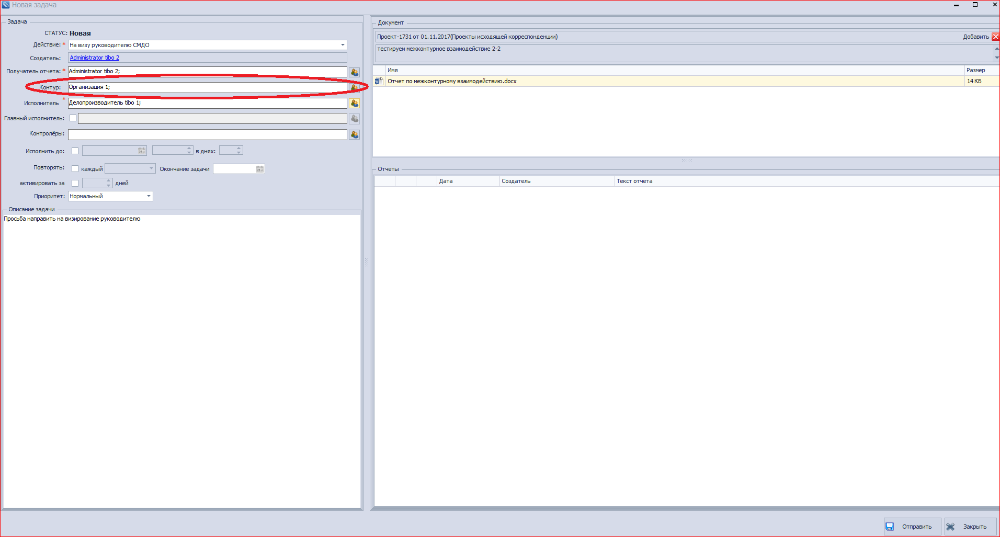 Новая задача
Задача
СТАТУС: Новая
Действие: * На визу руководителю СМДО
Создатель: Administrator tibo 2
Получатель отчета: * Administrator tibo 2;
Контур: Организация 1;
Исполнитель * Делопроизводитель tibo 1;
Главный исполнитель:
Контролёры:
Исполнить до: в днях:
Повторять: каждый Окончание задачи
активировать за дней
Приоритет: Нормальный
Описание задачи
Просьба направить на визирование руководителю
Документ
Проект-1731 от 01.11.2017(Проекты исходящей корреспонденции) Добавить
тестируем межконтурное взаимодействие 2-2
Имя Размер
Отчет по межконтурному взаимодействию.docx 14 КБ
Отчеты
Дата Создатель Текст отчета
Отправить Закрыть